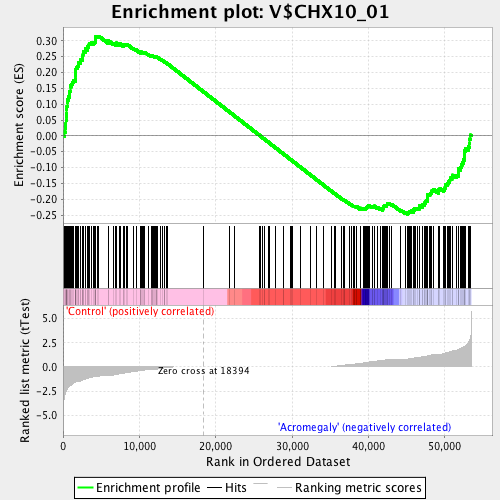 Enrichment plot: V$CHX10_01
Enrichment score (ES)
0.30
0.25
0.20
0.15
0.10
0.05
0.00
-0.05
-0.10
-0.15
-0.20
-0.25
'Control' (positively correlated)
Ranked list metric (tTest)
5.0
2.5
0.0
-2.5
-5.0
Zero cross at 18394
'Acromegaly' (negatively correlated)
0
10,000
20,000
30,000
40,000
50,000
Rank in Ordered Dataset
Enrichment profile
Hits
Ranking metric scores